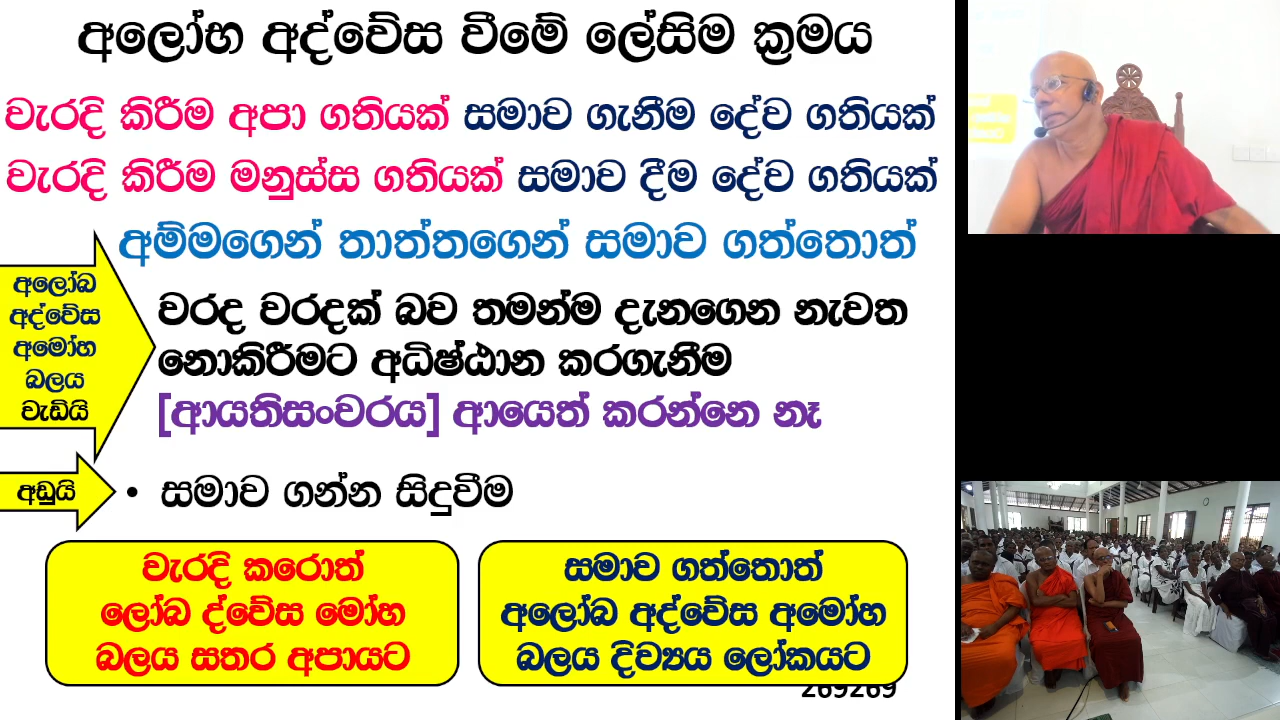 අලෝභ අද්වේස වීමේ ලේසිම ක්‍රමය
වැරදි කිරීම අපා ගතියක් සමාව ගැනීම දේව ගතියක්
වැරදි කිරීම මනුස්ස ගතියක් සමාව දීම දේව ගතියක්
අම්මගෙන් තාත්තගෙන් සමාව ගත්තොත්
අලෝබ
අද්වේස
අමෝහ
බලය
වැඩියි
වරද වරදක් බව තමන්ම දැනගෙන නැවත
නොකිරීමට අධිෂ්ඨාන කරගැනීම
[ආයතිසංවරය] ආයෙත් කරන්නෙ නෑ
අඩුයි
• සමාව ගන්න සිදුවීම
වැරදි කරොත්
ලෝබ ද්වේස මෝහ
බලය සතර අපායට
සමාව ගත්තොත්
අලෝබ අද්වේස අමෝහ
බලය දිව්‍යය ලෝකයට
269269